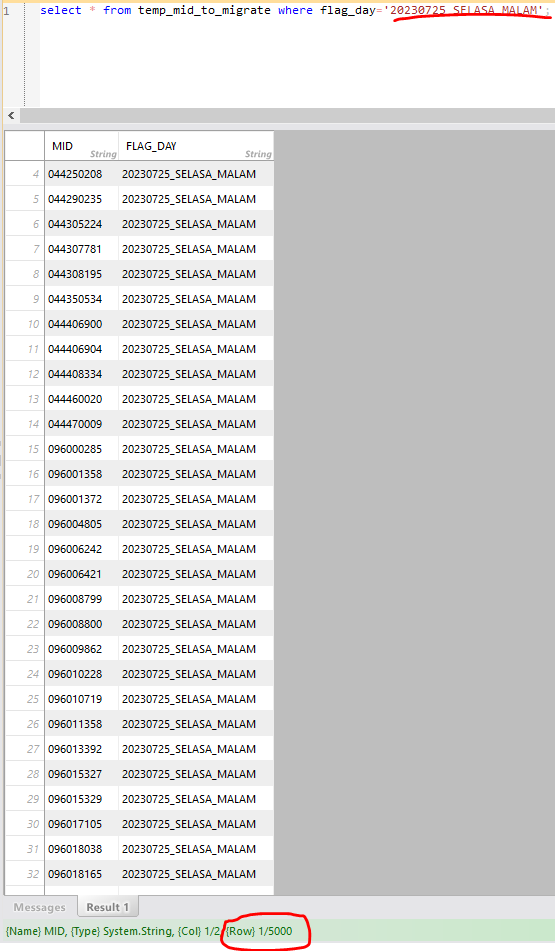 1 select * from temp_mid_to_migrate where flag_day='20230725_SELASA_MALAM';
MID String FLAG_DAY String
4 044250208 20230725_SELASA_MALAM
5 044290235 20230725_SELASA_MALAM
6 044305224 20230725_SELASA_MALAM
7 044307781 20230725_SELASA_MALAM
8 044308195 20230725_SELASA_MALAM
9 044350534 20230725_SELASA_MALAM
10 044406900 20230725_SELASA_MALAM
11 044406904 20230725_SELASA_MALAM
12 044408334 20230725_SELASA_MALAM
13 044460020 20230725_SELASA_MALAM
14 044470009 20230725_SELASA_MALAM
15 096000285 20230725_SELASA_MALAM
16 096001358 20230725_SELASA_MALAM
17 096001372 20230725_SELASA_MALAM
18 096004805 20230725_SELASA_MALAM
19 096006242 20230725_SELASA_MALAM
20 096006421 20230725_SELASA_MALAM
21 096008799 20230725_SELASA_MALAM
22 096008800 20230725_SELASA_MALAM
23 096009862 20230725_SELASA_MALAM
24 096010228 20230725_SELASA_MALAM
25 096010719 20230725_SELASA_MALAM
26 096011358 20230725_SELASA_MALAM
27 096013392 20230725_SELASA_MALAM
28 096015327 20230725_SELASA_MALAM
29 096015329 20230725_SELASA_MALAM
30 096017105 20230725_SELASA_MALAM
31 096018038 20230725_SELASA_MALAM
32 096018165 20230725_SELASA_MALAM
Messages Result 1
{Name} MID, {Type} System.String, {Col} 1/2, {Row} 1/5000